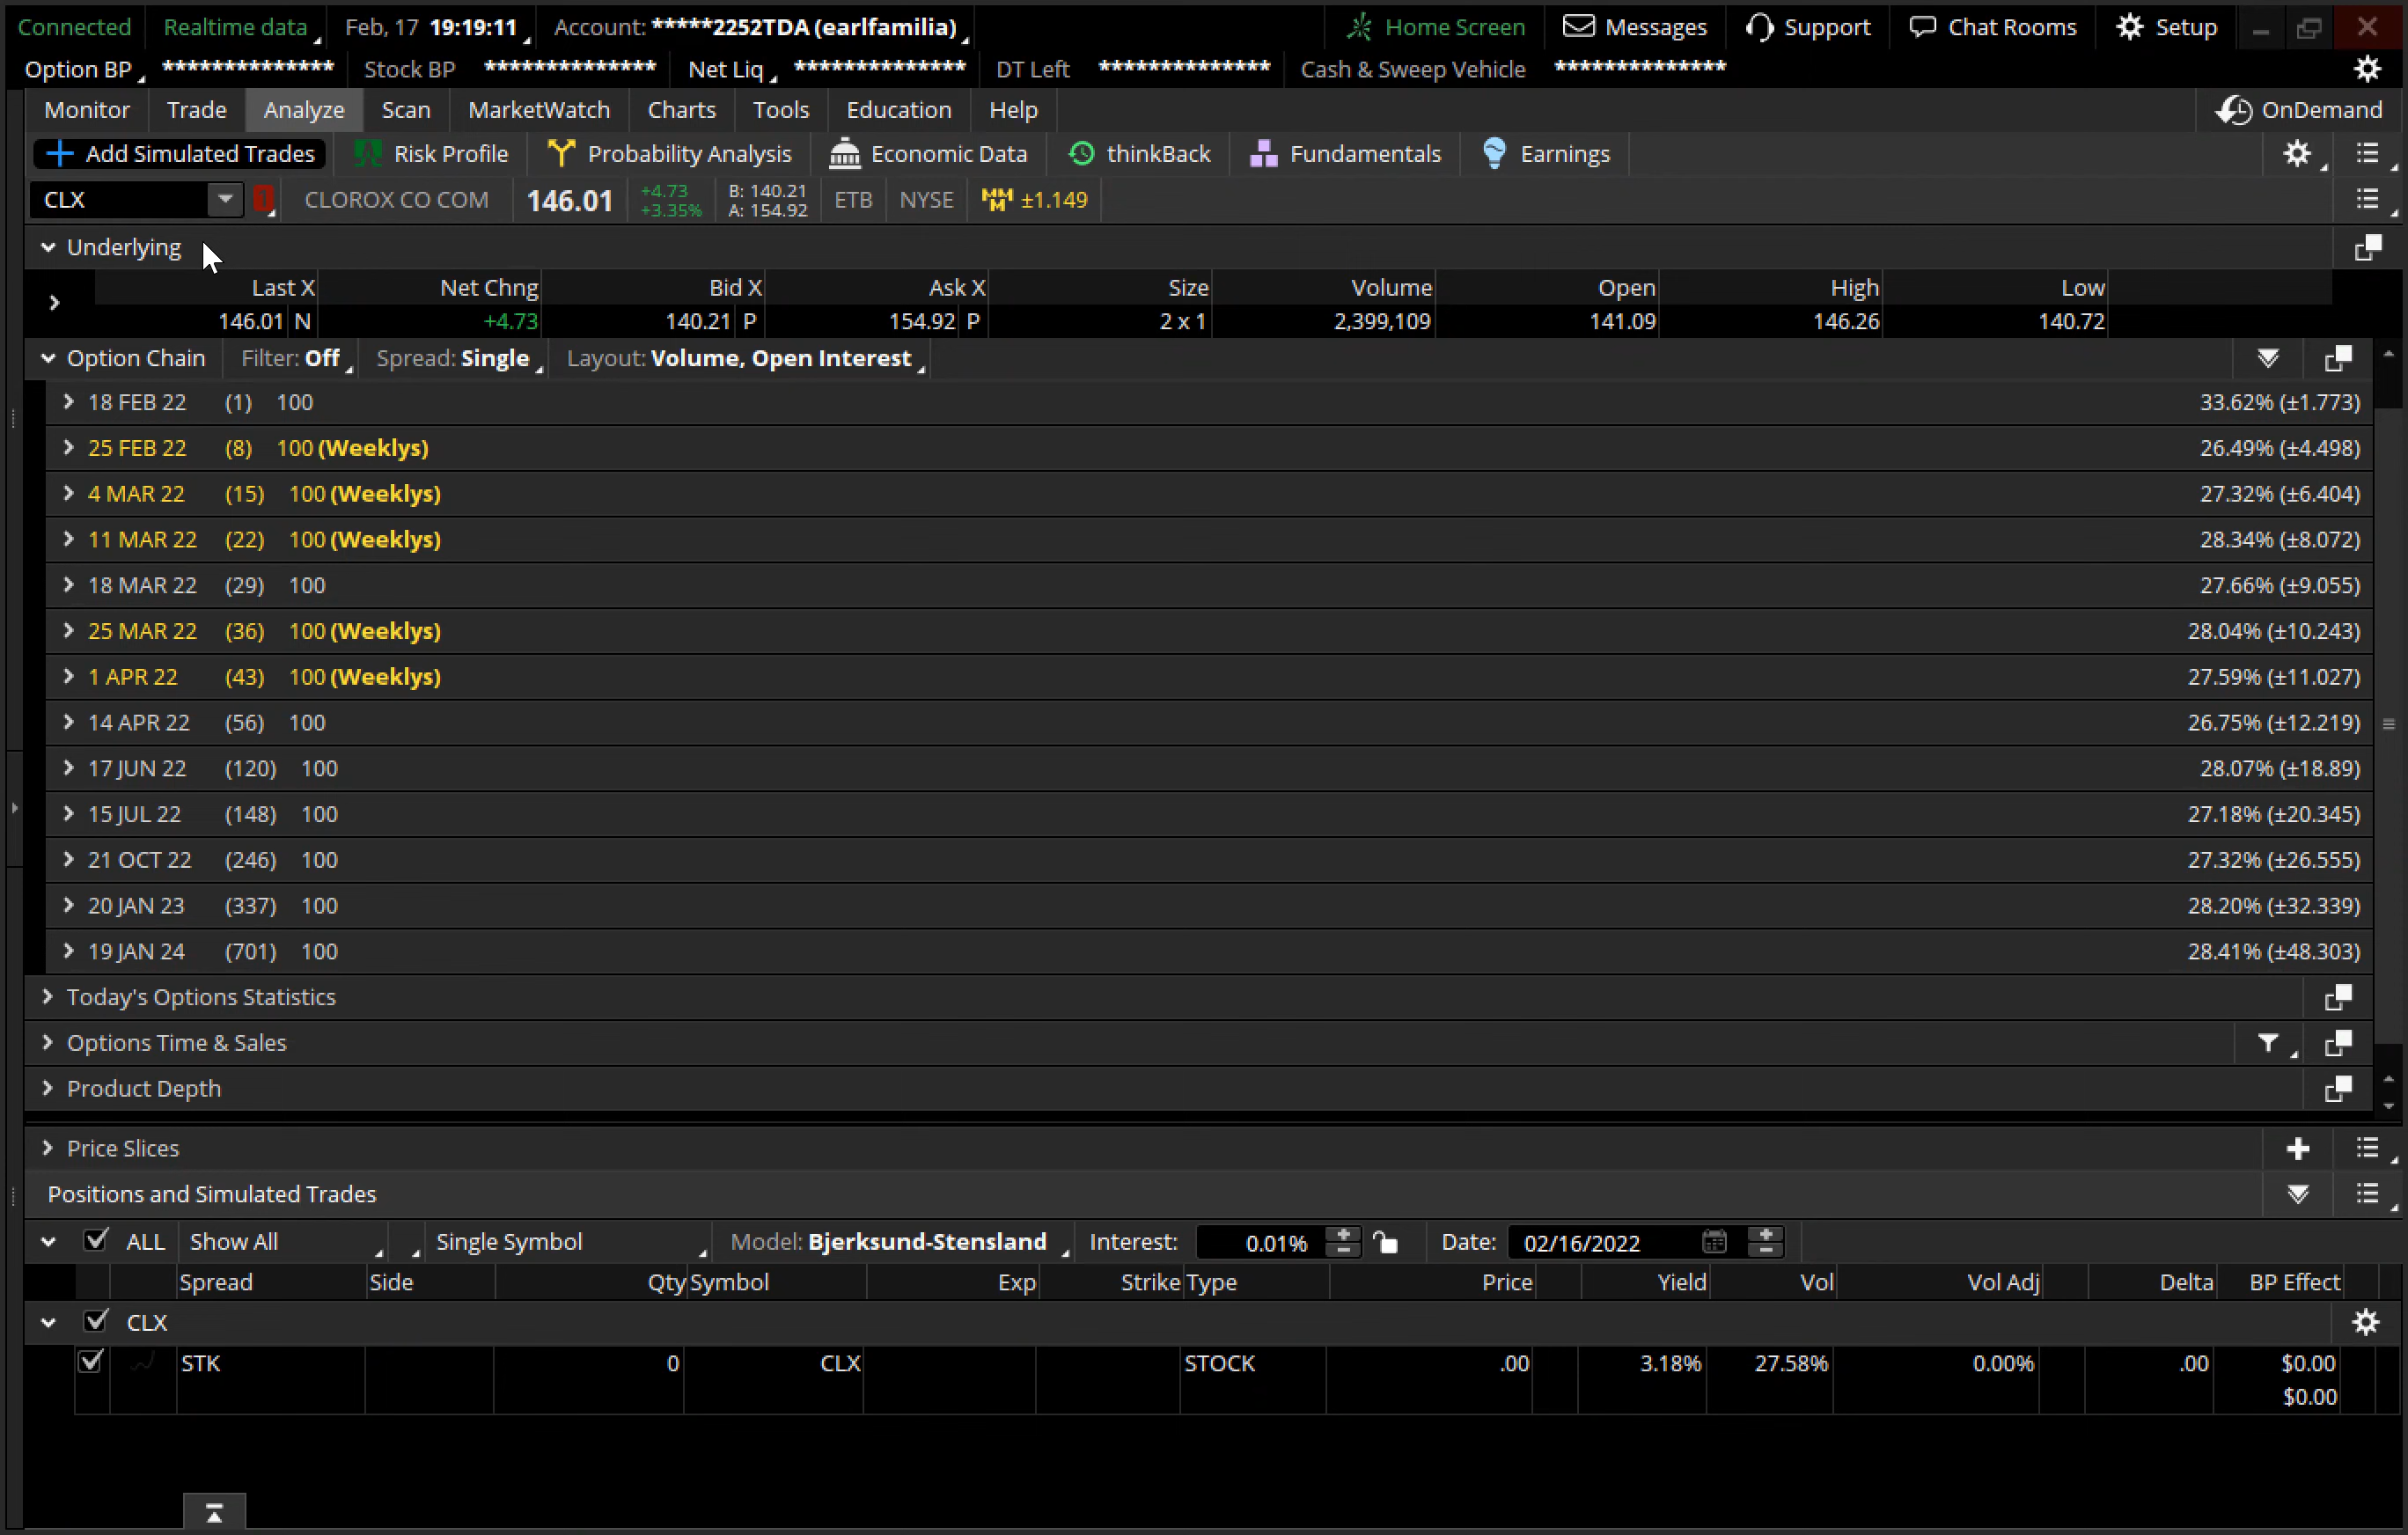 Connected Realtime data Feb, 17 19:19:11 Account: *****2252TDA (earlfamilia) Home Screen Messages Support Chat Rooms Setup
Option BP ************** Stock BP ************** Net Liq ************** DT Left ************** Cash & Sweep Vehicle **************
Monitor Trade Analyze Scan MarketWatch Charts Tools Education Help OnDemand
Add Simulated Trades Risk Profile Probability Analysis Economic Data thinkBack Fundamentals Earnings
CLX 1 CLOROX CO COM 146.01 +4.73 +3.35% B: 140.21 A: 154.92 ETB NYSE MMM ±1.149
Underlying
Last X Net Chng Bid X Ask X Size Volume Open High Low
146.01 N +4.73 140.21 P 154.92 P 2 x 1 2,399,109 141.09 146.26 140.72
Option Chain Filter: Off Spread: Single Layout: Volume, Open Interest
18 FEB 22 (1) 100 33.62% (±1.773)
25 FEB 22 (8) 100 (Weeklys) 26.49% (±4.498)
4 MAR 22 (15) 100 (Weeklys) 27.32% (±6.404)
11 MAR 22 (22) 100 (Weeklys) 28.34% (±8.072)
18 MAR 22 (29) 100 27.66% (±9.055)
25 MAR 22 (36) 100 (Weeklys) 28.04% (±10.243)
1 APR 22 (43) 100 (Weeklys) 27.59% (±11.027)
14 APR 22 (56) 100 26.75% (±12.219)
17 JUN 22 (120) 100 28.07% (±18.89)
15 JUL 22 (148) 100 27.18% (±20.345)
21 OCT 22 (246) 100 27.32% (±26.555)
20 JAN 23 (337) 100 28.20% (±32.339)
19 JAN 24 (701) 100 28.41% (±48.303)
Today's Options Statistics
Options Time & Sales
Product Depth
Price Slices
Positions and Simulated Trades
ALL Show All Single Symbol Model: Bjerksund-Stensland Interest: 0.01% Date: 02/16/2022
Spread Side Qty Symbol Exp Strike Type Price Yield Vol Vol Adj Delta BP Effect
CLX
STK 0 CLX STOCK .00 3.18% 27.58% 0.00% .00 $0.00
$0.00